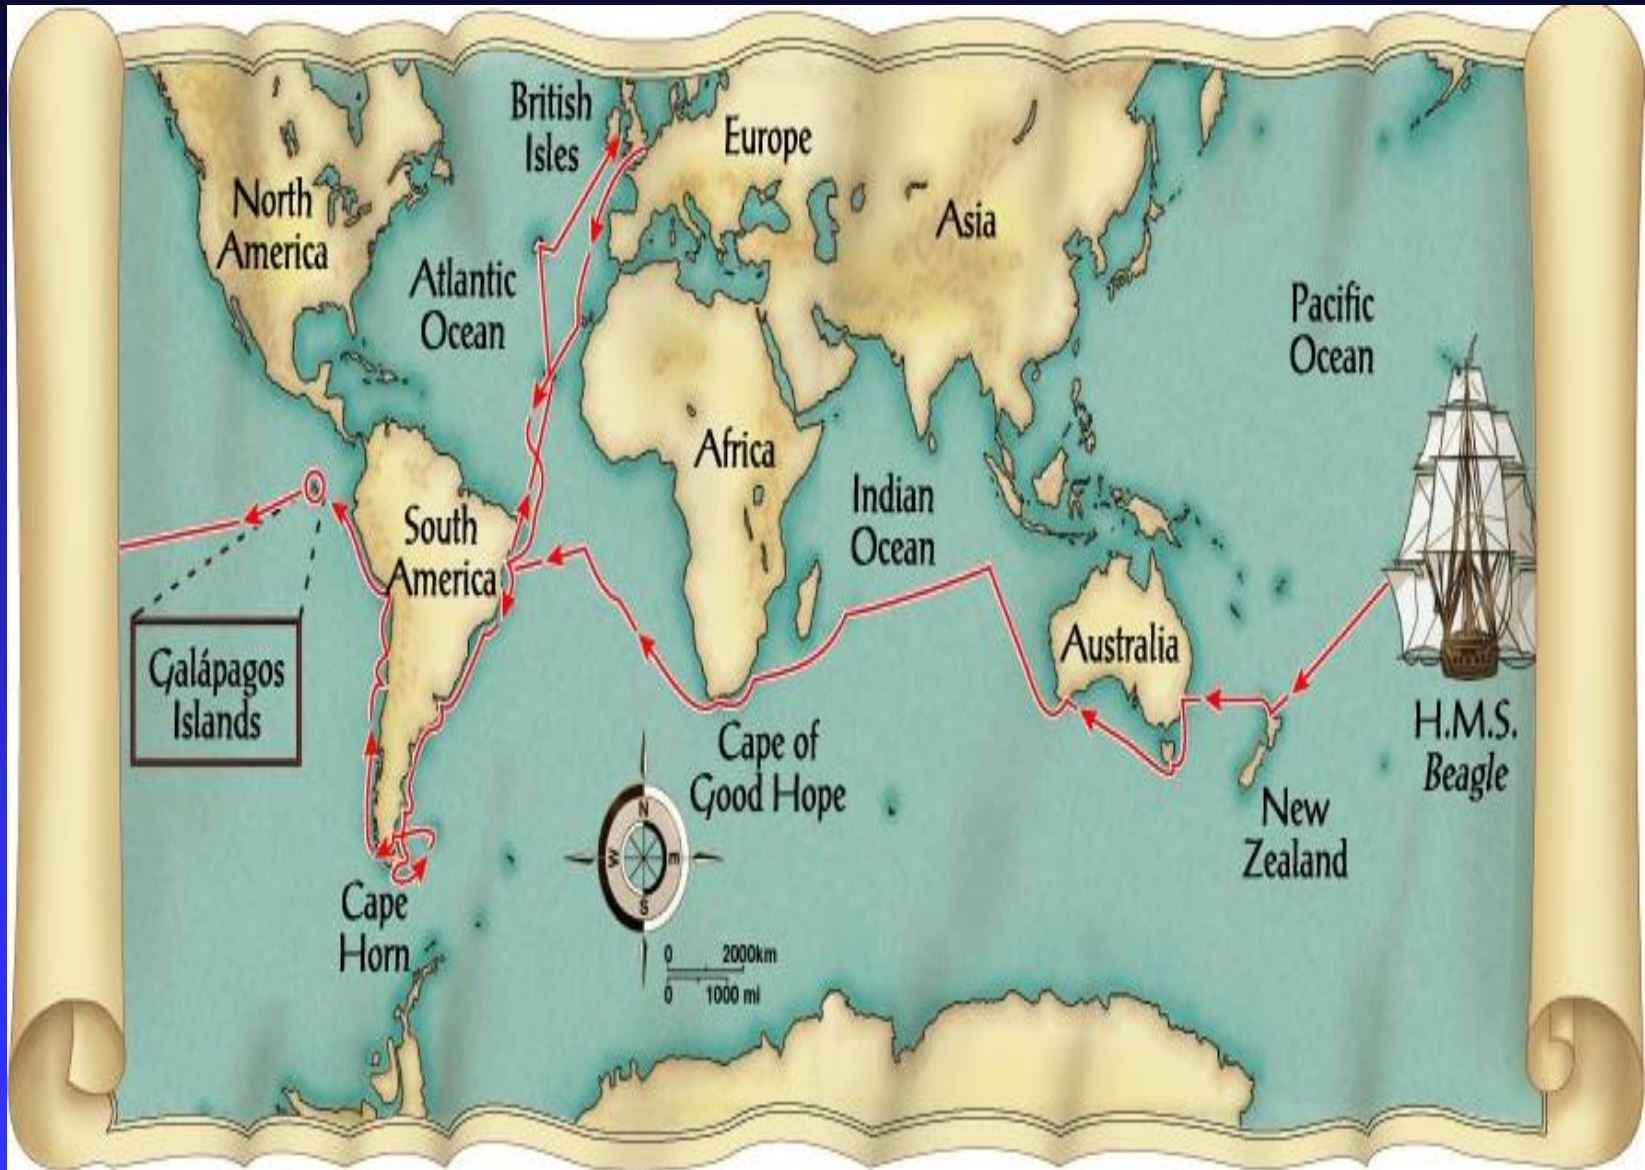 British
Isles
Europe
North
America
Asia
Atlantic
Ocean
Pacific
Ocean
Africa
Indian
Ocean
South
America
Australia
Galápagos
Islands
H.M.S.
Beagle
Cape of
Good Hope
New
Zealand
N
W E
S
Cape
Horn
0 2000km
0 1000 mi